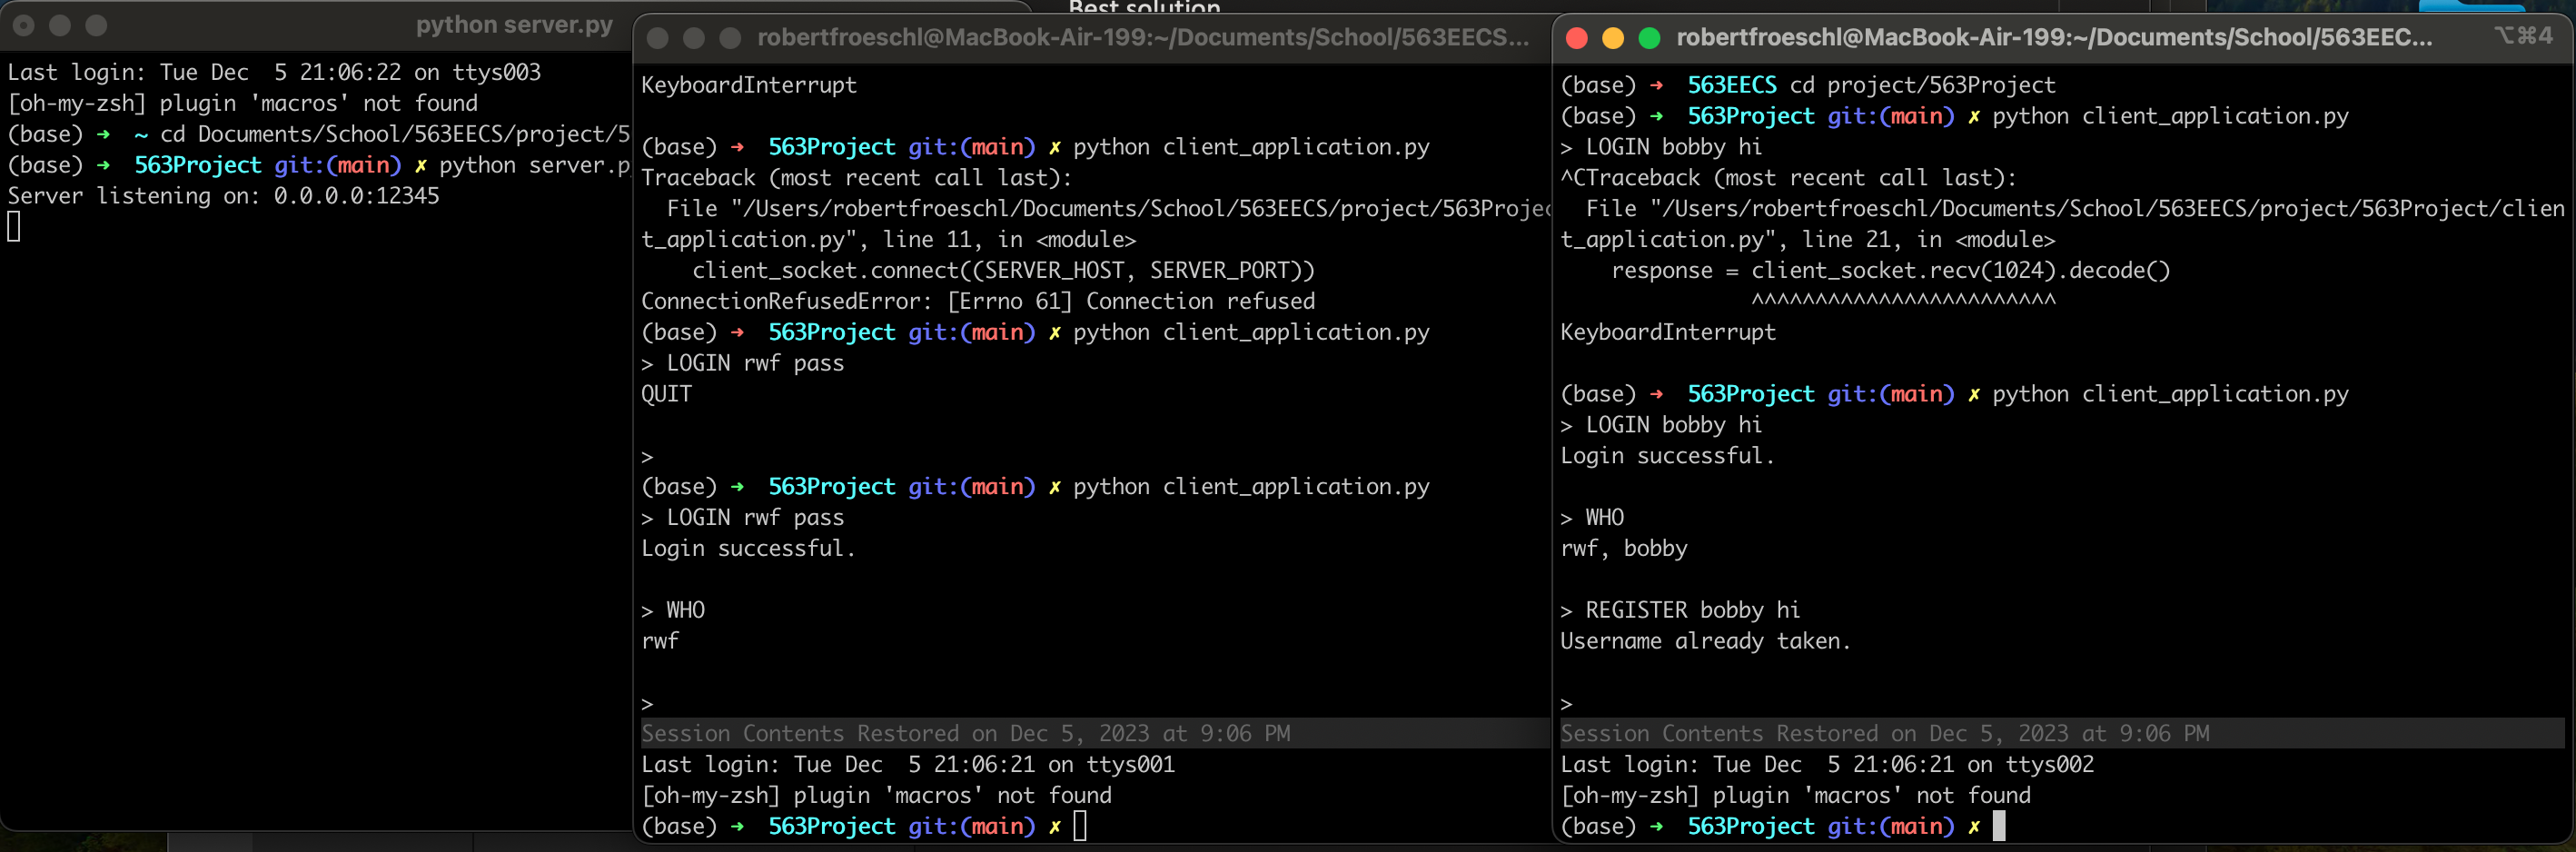 Best solution
python server.py
Last login: Tue Dec  5 21:06:22 on ttys003
[oh-my-zsh] plugin 'macros' not found
(base) ➜  ~ cd Documents/School/563EECS/project/5
(base) ➜  563Project git:(main) ✗ python server.p
Server listening on: 0.0.0.0:12345
robertfroeschl@MacBook-Air-199:~/Documents/School/563EECS...
KeyboardInterrupt
(base) ➜  563Project git:(main) ✗ python client_application.py
Traceback (most recent call last):
  File "/Users/robertfroeschl/Documents/School/563EECS/project/563Projec
t_application.py", line 11, in <module>
    client_socket.connect((SERVER_HOST, SERVER_PORT))
ConnectionRefusedError: [Errno 61] Connection refused
(base) ➜  563Project git:(main) ✗ python client_application.py
> LOGIN rwf pass
QUIT
>
(base) ➜  563Project git:(main) ✗ python client_application.py
> LOGIN rwf pass
Login successful.
> WHO
rwf
>
Session Contents Restored on Dec 5, 2023 at 9:06 PM
Last login: Tue Dec  5 21:06:21 on ttys001
[oh-my-zsh] plugin 'macros' not found
(base) ➜  563Project git:(main) ✗
robertfroeschl@MacBook-Air-199:~/Documents/School/563EEC... ⌥⌘4
(base) ➜  563EECS cd project/563Project
(base) ➜  563Project git:(main) ✗ python client_application.py
> LOGIN bobby hi
^CTraceback (most recent call last):
  File "/Users/robertfroeschl/Documents/School/563EECS/project/563Project/clien
t_application.py", line 21, in <module>
    response = client_socket.recv(1024).decode()
               ^^^^^^^^^^^^^^^^^^^^^^^^
KeyboardInterrupt
(base) ➜  563Project git:(main) ✗ python client_application.py
> LOGIN bobby hi
Login successful.
> WHO
rwf, bobby
> REGISTER bobby hi
Username already taken.
>
Session Contents Restored on Dec 5, 2023 at 9:06 PM
Last login: Tue Dec  5 21:06:21 on ttys002
[oh-my-zsh] plugin 'macros' not found
(base) ➜  563Project git:(main) ✗